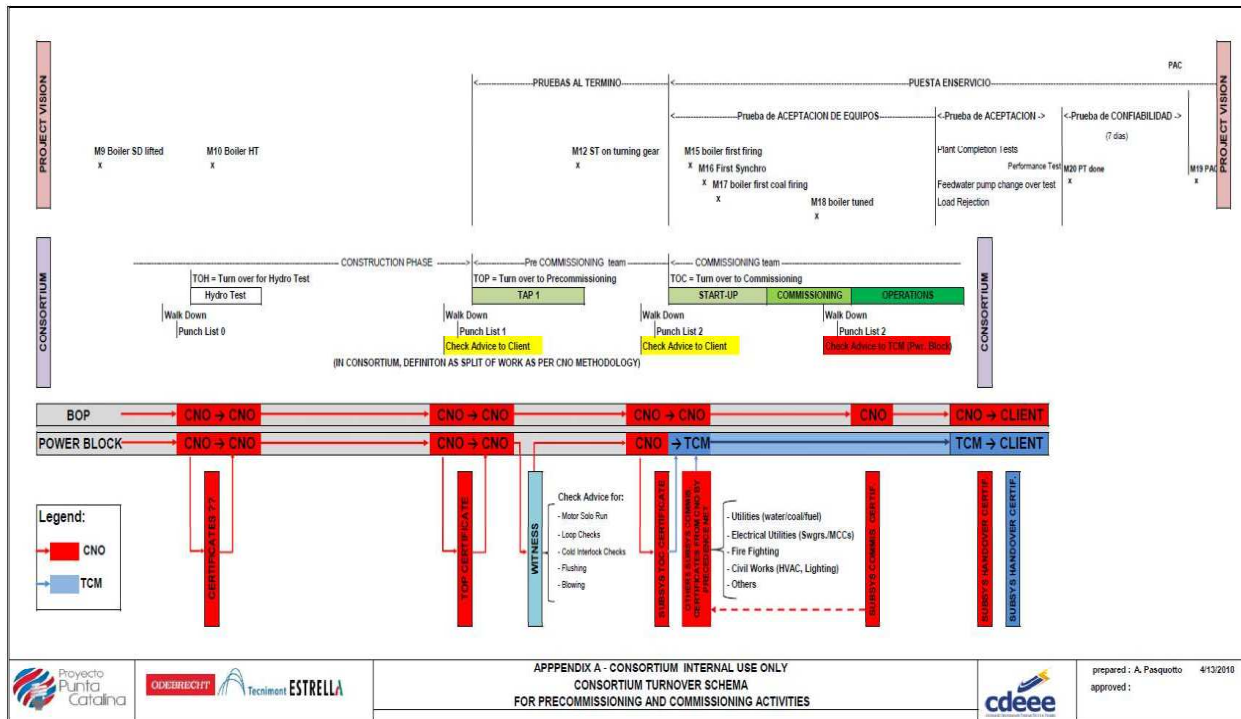 PROJECT VISION
PAC
<----------------------PRUEBAS AL TERMINO---------------------->
<----------------------PUESTA ENSERVICIO----------------------
<----------------------Prueba de ACEPTACION DE EQUIPOS---------------------->
<-Prueba de ACEPTACION ->
<-Prueba de CONFIABILIDAD ->
(7 dias)
M9 Boiler SD lifted
x
M10 Boiler HT
x
M12 ST on turning gear
x
M15 boiler first firing
x
M16 First Synchro
x
M17 boiler first coal firing
x
M18 boiler tuned
x
Plant Completion Tests
Performance Test
Feedwater pump change over test
Load Rejection
M20 PT done
x
M19 PAC
x
PROJECT VISION
CONSORTIUM
---------------------- CONSTRUCTION PHASE ---------->
<---------- Pre COMMISSIONING team ---------->
<---------- COMMISSIONING team ----------------------
TOH = Turn over for Hydro Test
TOP = Turn over to Precommissioning
TOC = Turn over to Commissioning
Hydro Test
TAP 1
START-UP
COMMISSIONING
OPERATIONS
Walk Down
Punch List 0
Walk Down
Punch List 1
Check Advice to Client
Walk Down
Punch List 2
Check Advice to Client
Walk Down
Punch List 2
Check Advice to TCM (Pwr. Block)
(IN CONSORTIUM, DEFINITON AS SPLIT OF WORK AS PER CNO METHODOLOGY)
CONSORTIUM
BOP
CNO → CNO
CNO → CNO
CNO → CNO
CNO
CNO → CLIENT
POWER BLOCK
CNO → CNO
CNO → CNO
CNO → TCM
TCM → CLIENT
Legend:
CNO
TCM
CERTIFICATES ??
TOP CERTIFICATE
WITNESS
Check Advice for:
- Motor Solo Run
- Loop Checks
- Cold Interlock Checks
- Flushing
- Blowing
SUBSYS TOC CERTIFICATE
OTHERS SUBSYS COMMIS
CERTIFICATES FROM CNO BY
PRECEDENCE NET
- Utilities (water/coal/fuel)
- Electrical Utilities (Swgrs./MCCs)
- Fire Fighting
- Civil Works (HVAC, Lighting)
- Others
SUBSYS COMMIS CERTIF.
SUBSYS HANDOVER CERTIF.
SUBSYS HANDOVER CERTIF.
Proyecto
Punta
Catalina
ODEBRECHT
Tecnimont
ESTRELLA
APPPENDIX A - CONSORTIUM INTERNAL USE ONLY
CONSORTIUM TURNOVER SCHEMA
FOR PRECOMMISSIONING AND COMMISSIONING ACTIVITIES
cdeee
prepared : A. Pasquotto 4/13/2018
approved :